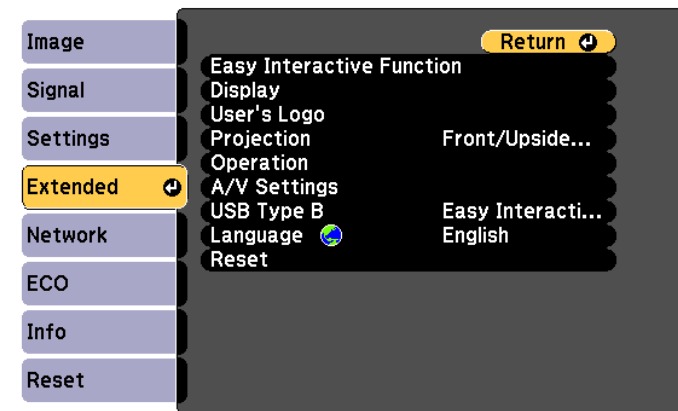 Image
Signal
Settings
Extended
Network
ECO
Info
Reset
Return
Easy Interactive Function
Display
User's Logo
Projection Front/Upside...
Operation
A/V Settings
USB Type B Easy Interacti...
Language English
Reset